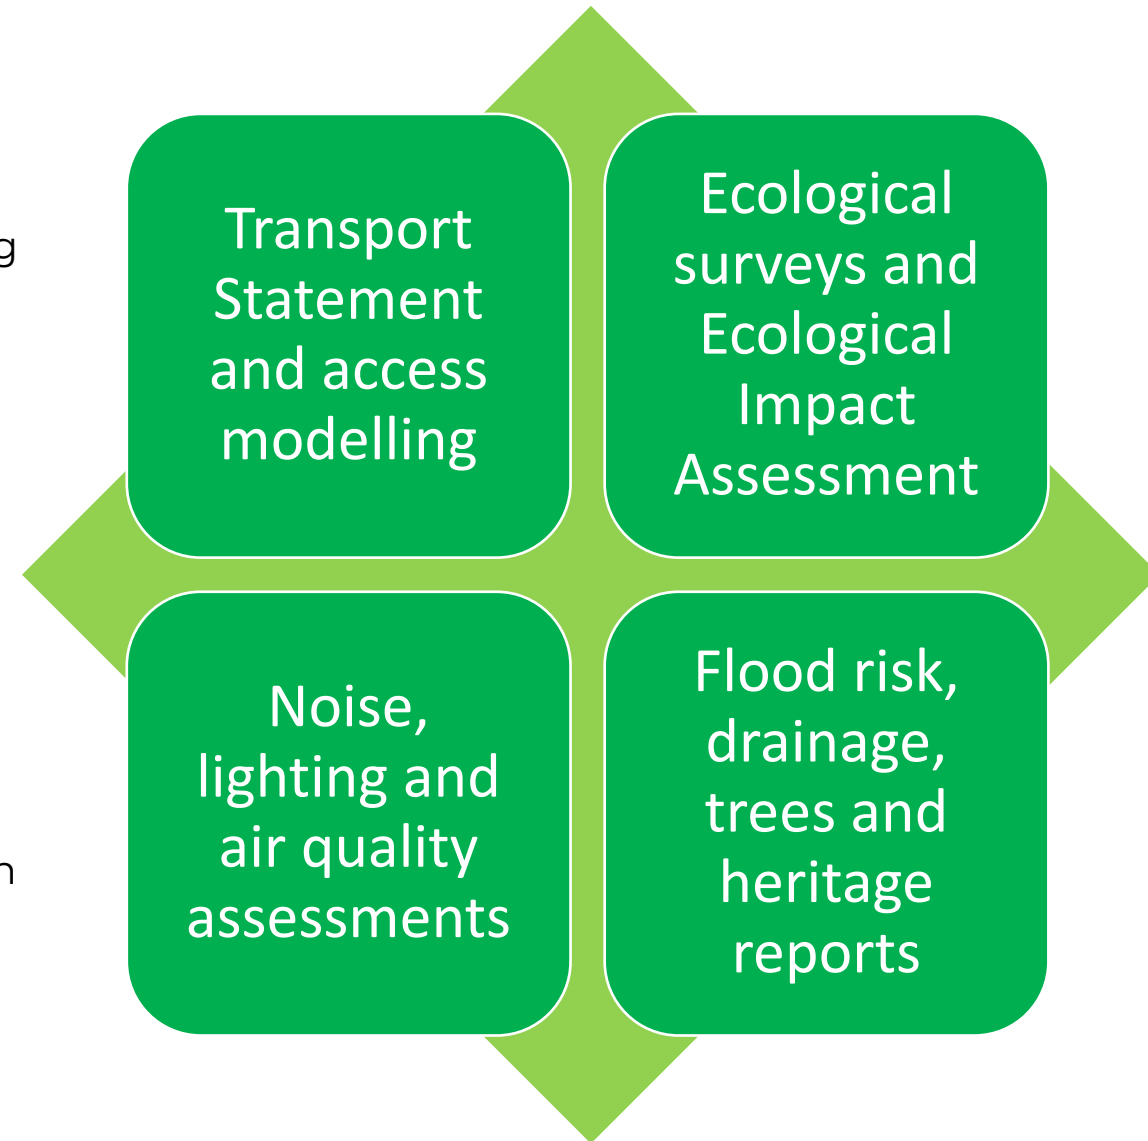 g
Transport
Statement
and access
modelling
Ecological
surveys and
Ecological
Impact
Assessment
n
Noise,
lighting and
air quality
assessments
Flood risk,
drainage,
trees and
heritage
reports